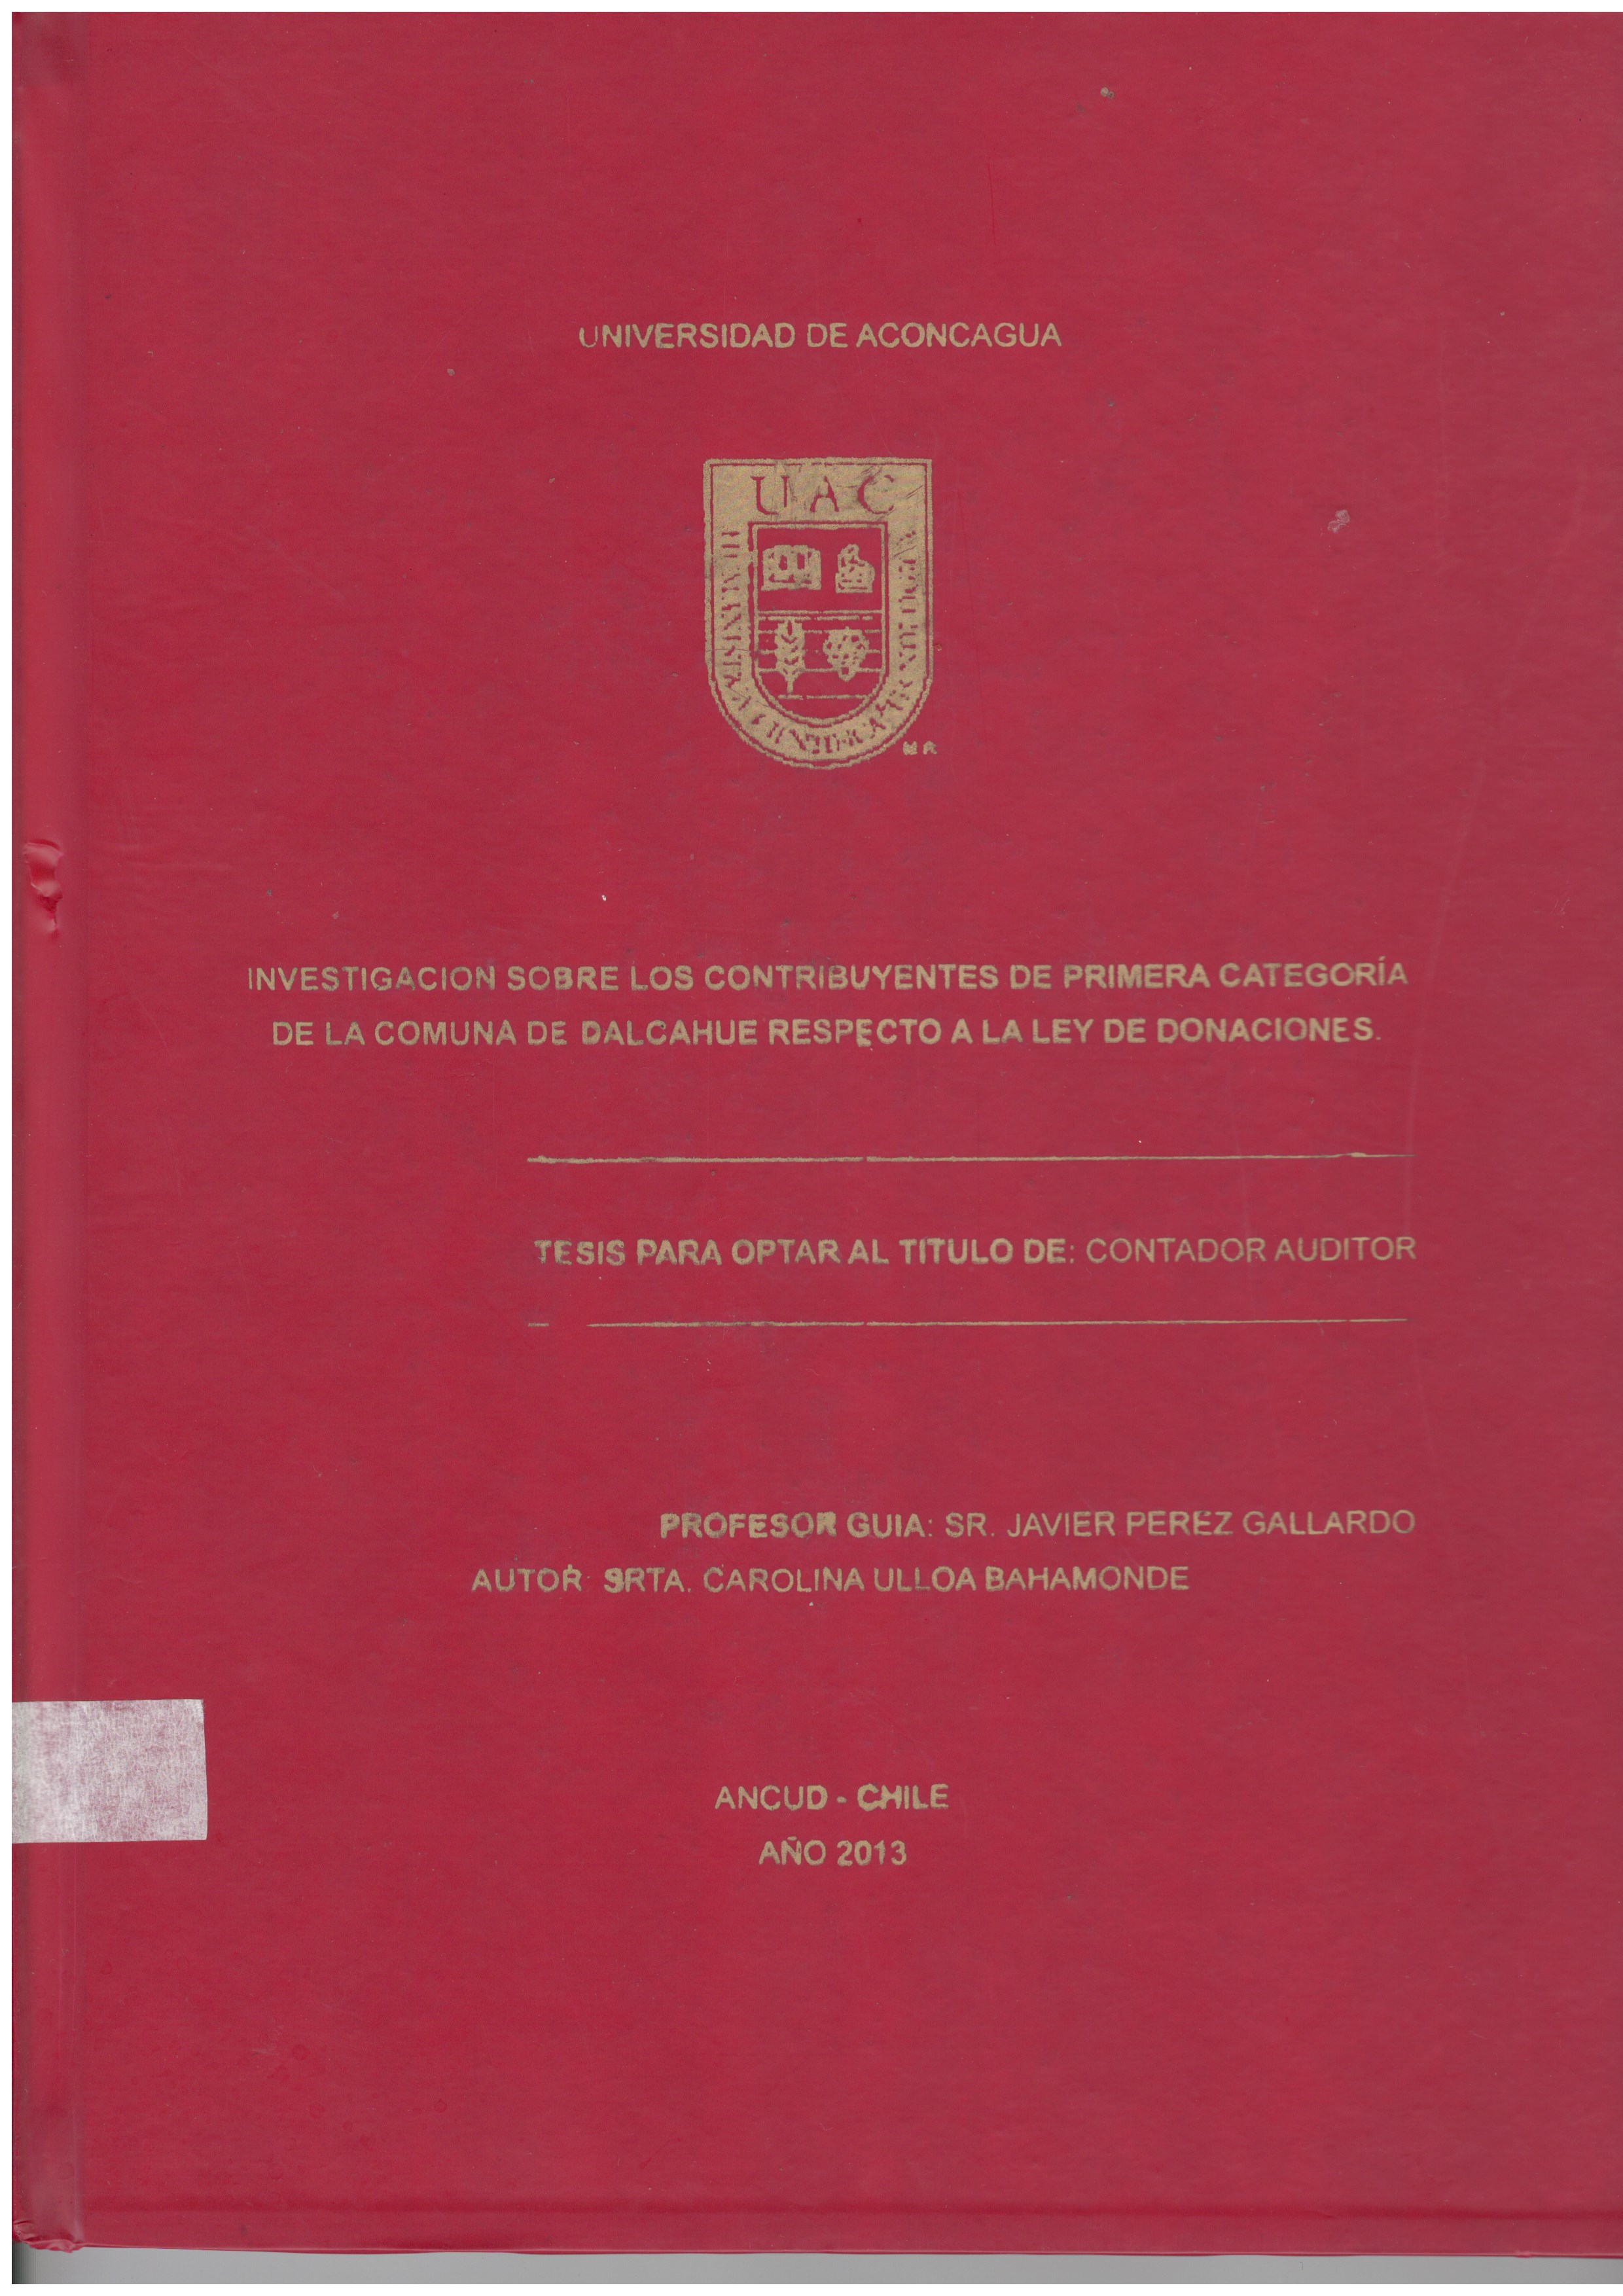 UNIVERSIDAD DE ACONCAGUA
UAC
HUMANISTA CIENTIFICA
M R
INVESTIGACION SOBRE LOS CONTRIBUYENTES DE PRIMERA CATEGORÍA
DE LA COMUNA DE DALCAHUE RESPECTO A LA LEY DE DONACIONES.
TESIS PARA OPTAR AL TITULO DE: CONTADOR AUDITOR
PROFESOR GUIA: SR. JAVIER PEREZ GALLARDO
AUTOR: SRTA. CAROLINA ULLOA BAHAMONDE
ANCUD - CHILE
AÑO 2013